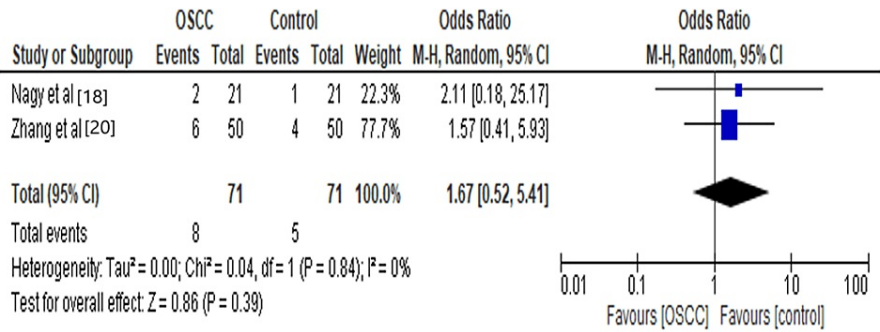 OSCC Control Odds Ratio Odds Ratio
Study or Subgroup Events Total Events Total Weight M-H, Random, 95% CI M-H, Random, 95% CI
Nagy et al [18] 2 21 1 21 22.3% 2.11 [0.18, 25.17]
Zhang et al [20] 6 50 4 50 77.7% 1.57 [0.41, 5.93]
Total (95% CI) 71 71 100.0% 1.67 [0.52, 5.41]
Total events 8 5
Heterogeneity: Tau² = 0.00; Chi² = 0.04, df = 1 (P = 0.84); I² = 0%
Test for overall effect: Z = 0.86 (P = 0.39)
0.01 0.1 1 10 100
Favours [OSCC] Favours [control]